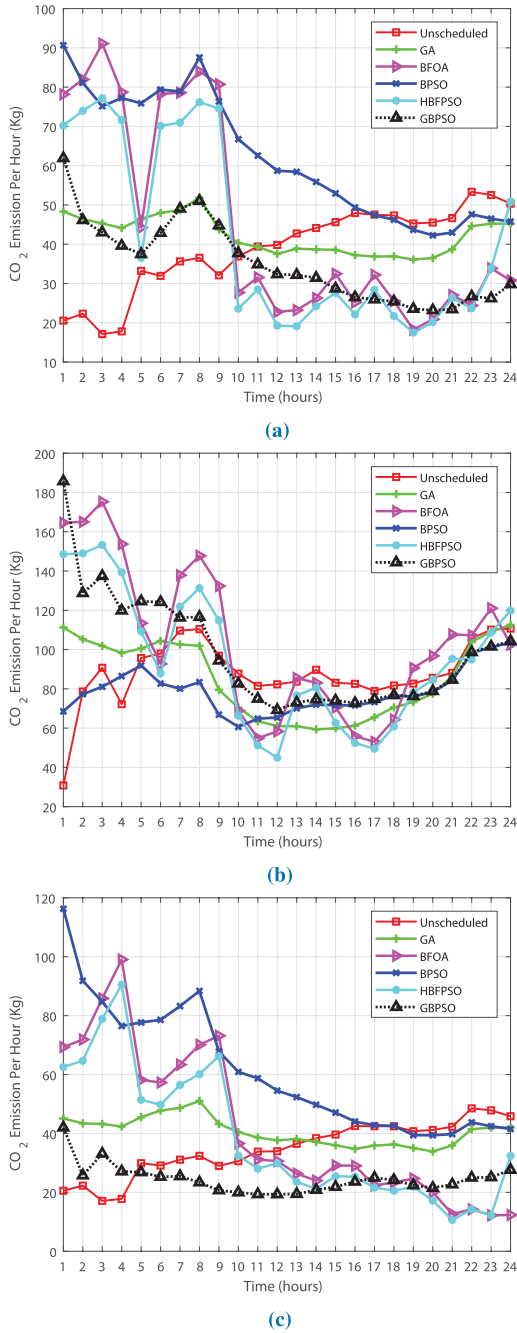 100
90
80
70
60
50
40
30
20
10
CO2 Emission Per Hour (Kg)
Unscheduled
GA
BFOA
BPSO
HBFPSO
GBPSO
1 2 3 4 5 6 7 8 9 10 11 12 13 14 15 16 17 18 19 20 21 22 23 24
Time (hours)
(a)
200
180
160
140
120
100
80
60
40
20
CO2 Emission Per Hour (Kg)
Unscheduled
GA
BFOA
BPSO
HBFPSO
GBPSO
1 2 3 4 5 6 7 8 9 10 11 12 13 14 15 16 17 18 19 20 21 22 23 24
Time (hours)
(b)
120
100
80
60
40
20
0
CO2 Emission Per Hour (Kg)
Unscheduled
GA
BFOA
BPSO
HBFPSO
GBPSO
1 2 3 4 5 6 7 8 9 10 11 12 13 14 15 16 17 18 19 20 21 22 23 24
Time (hours)
(c)